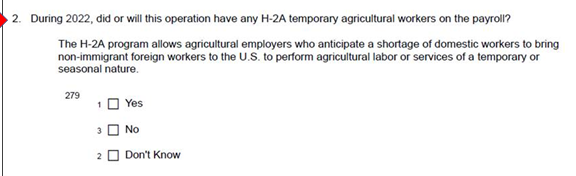 2. During 2022, did or will this operation have any H-2A temporary agricultural workers on the payroll?
The H-2A program allows agricultural employers who anticipate a shortage of domestic workers to bring
non-immigrant foreign workers to the U.S. to perform agricultural labor or services of a temporary or
seasonal nature.
279
1 Yes
3 No
2 Don't Know